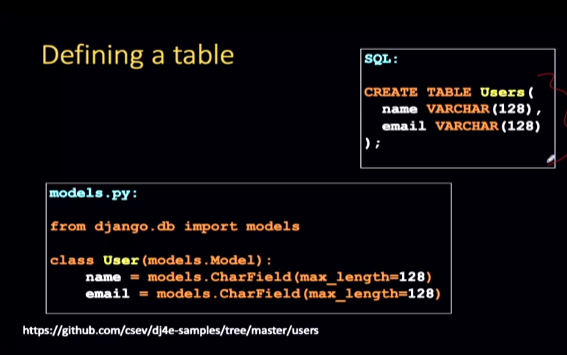 Defining a table
SQL:
CREATE TABLE Users(
name VARCHAR(128),
email VARCHAR(128)
);
models.py:
from django.db import models
class User(models.Model):
name = models.CharField(max_length=128)
email = models.CharField(max_length=128)
https://github.com/csev/dj4e-samples/tree/master/users